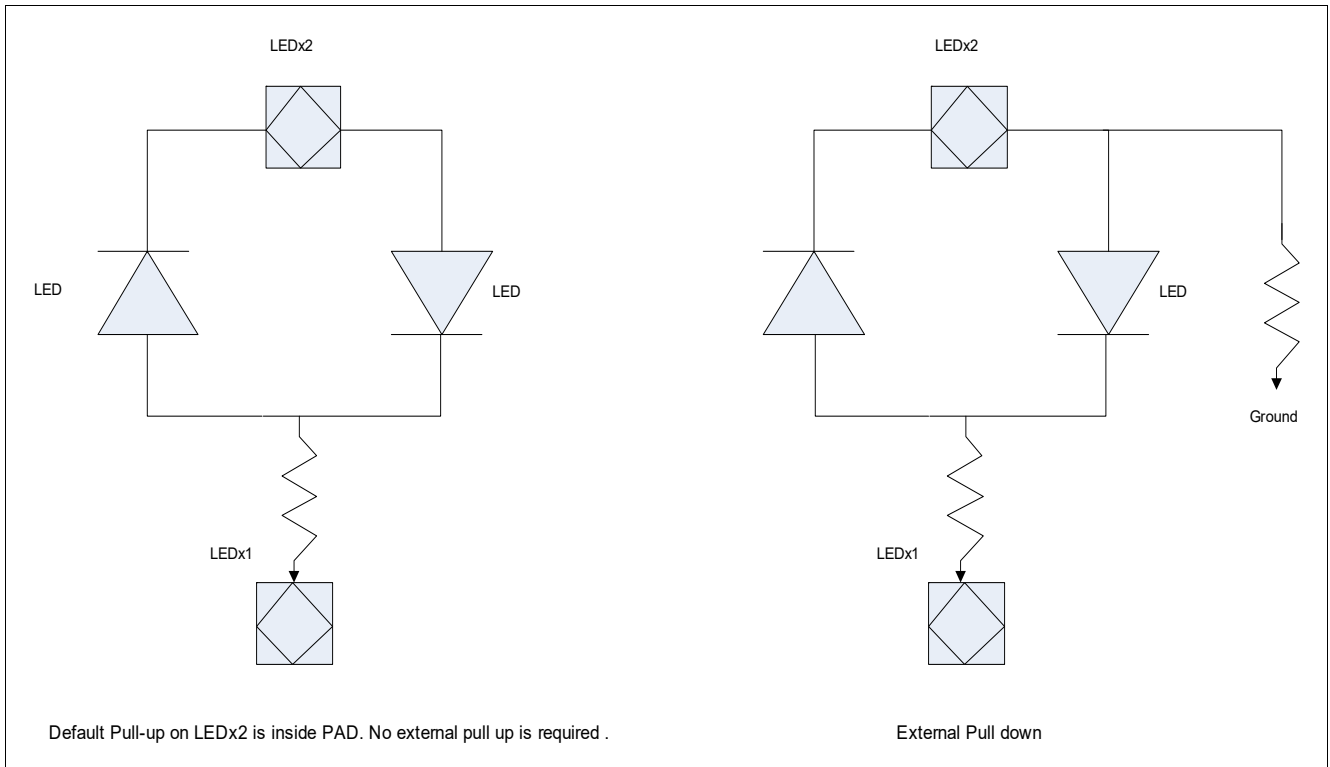 LEDx2
LEDx2
LED
LED
LED
Ground
LEDx1
LEDx1
Default Pull-up on LEDx2 is inside PAD. No external pull up is required .
External Pull down